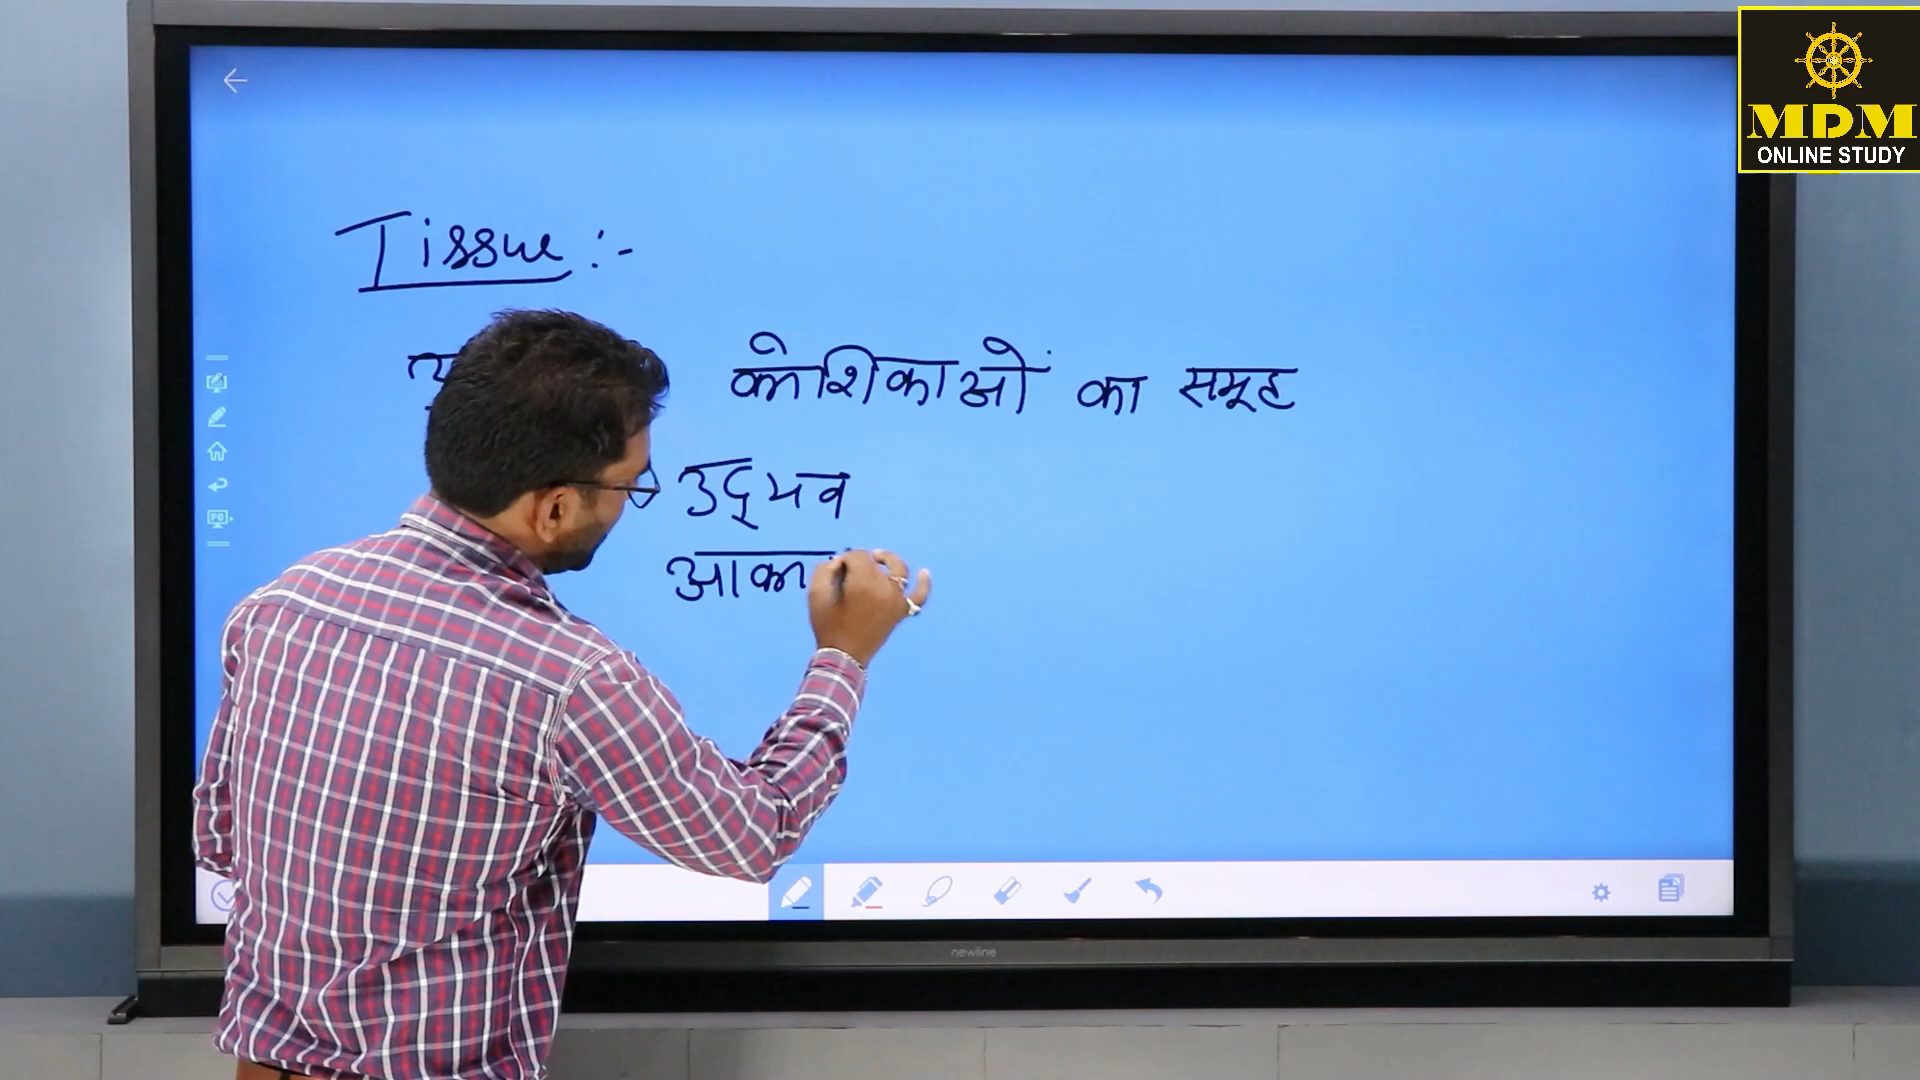 MDM
ONLINE STUDY
Tissue :-
कोशिकाओं का समूह
उद्भव
newline